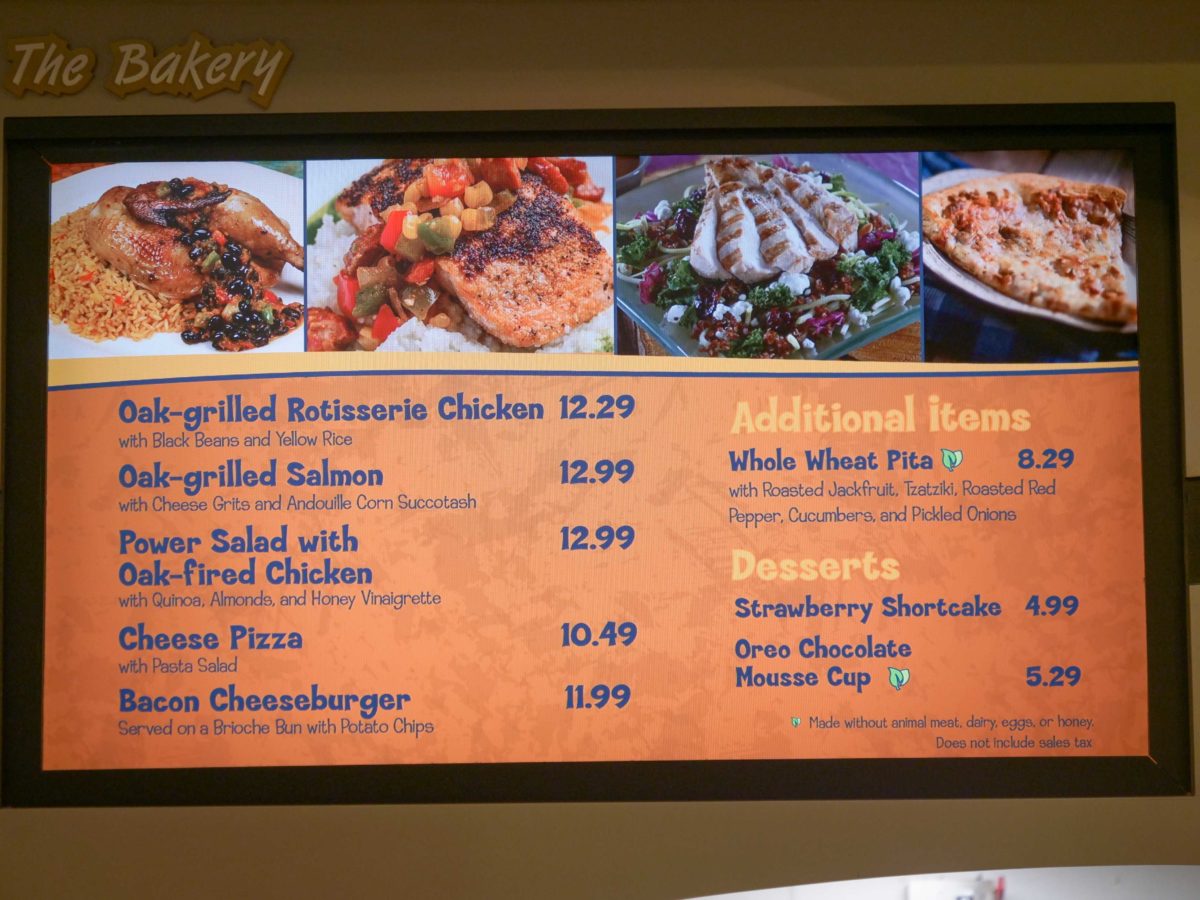 The Bakery
Oak-grilled Rotisserie Chicken 12.29
with Black Beans and Yellow Rice
Oak-grilled Salmon 12.99
with Cheese Grits and Andouille Corn Succotash
Power Salad with 12.99
Oak-fired Chicken
with Quinoa, Almonds, and Honey Vinaigrette
Cheese Pizza 10.49
with Pasta Salad
Bacon Cheeseburger 11.99
Served on a Brioche Bun with Potato Chips
Additional items
Whole Wheat Pita 8.29
with Roasted Jackfruit, Tzatziki, Roasted Red
Pepper, Cucumbers, and Pickled Onions
Desserts
Strawberry Shortcake 4.99
Oreo Chocolate
Mousse Cup 5.29
Made without animal meat, dairy, eggs, or honey.
Does not include sales tax